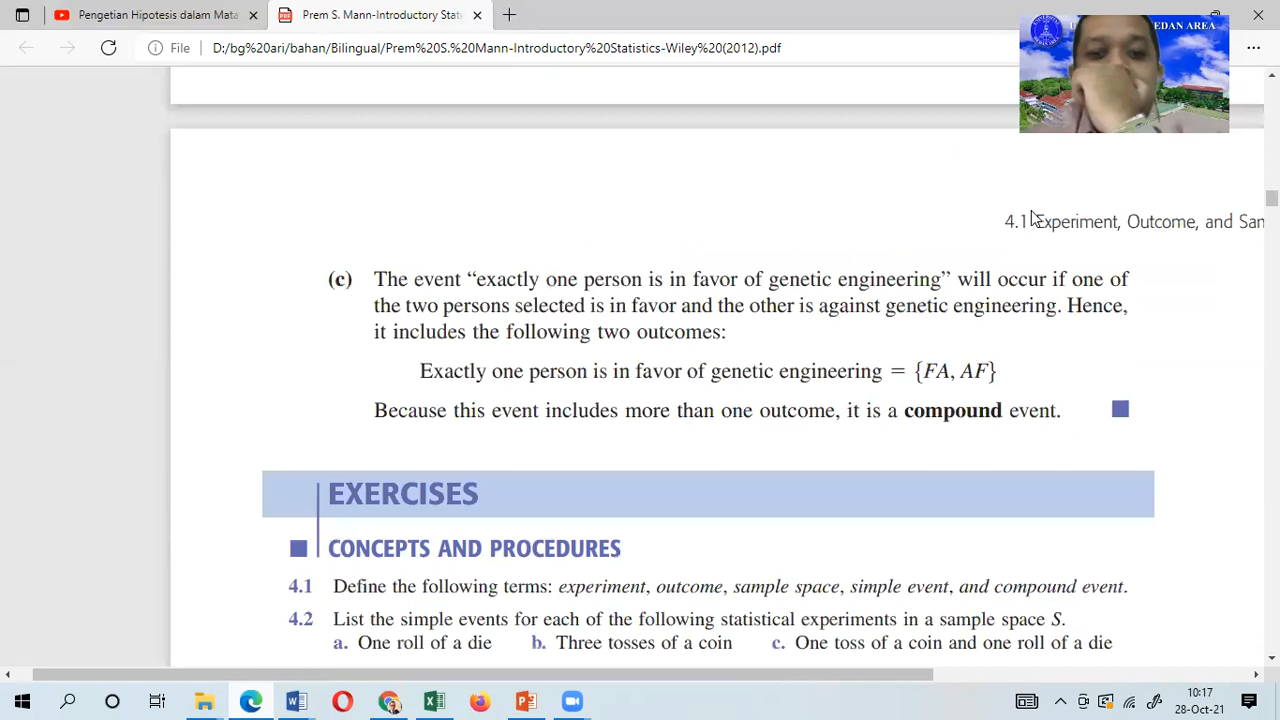 Pengetian Hipotesis dalam Mata
Prem S. Mann-Introductory Stat
File
D:/bg%20ari/bahan/Bilingual/Prem%20S.%20Mann-Introductory%20Statistics-Wiley%20(2012).pdf
EDAN AREA
4.1 Experiment, Outcome, and San
(c) The event “exactly one person is in favor of genetic engineering” will occur if one of
the two persons selected is in favor and the other is against genetic engineering. Hence,
it includes the following two outcomes:
Exactly one person is in favor of genetic engineering = {FA, AF}
Because this event includes more than one outcome, it is a compound event.
EXERCISES
CONCEPTS AND PROCEDURES
4.1 Define the following terms: experiment, outcome, sample space, simple event, and compound event.
4.2 List the simple events for each of the following statistical experiments in a sample space S.
a. One roll of a die b. Three tosses of a coin c. One toss of a coin and one roll of a die
10:17
28-Oct-21